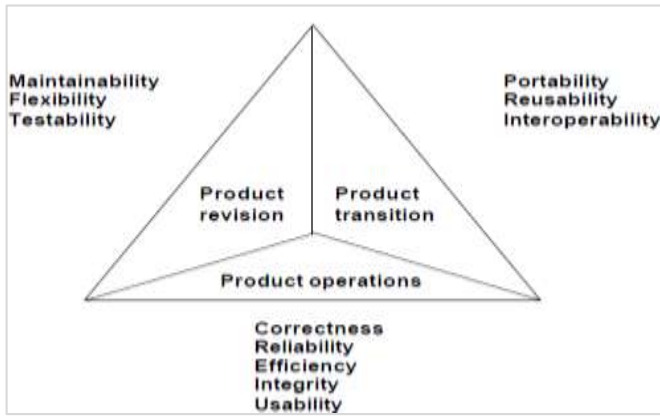 Maintainability
Flexibility
Testability
Portability
Reusability
Interoperability
Product
revision
Product
transition
Product operations
Correctness
Reliability
Efficiency
Integrity
Usability